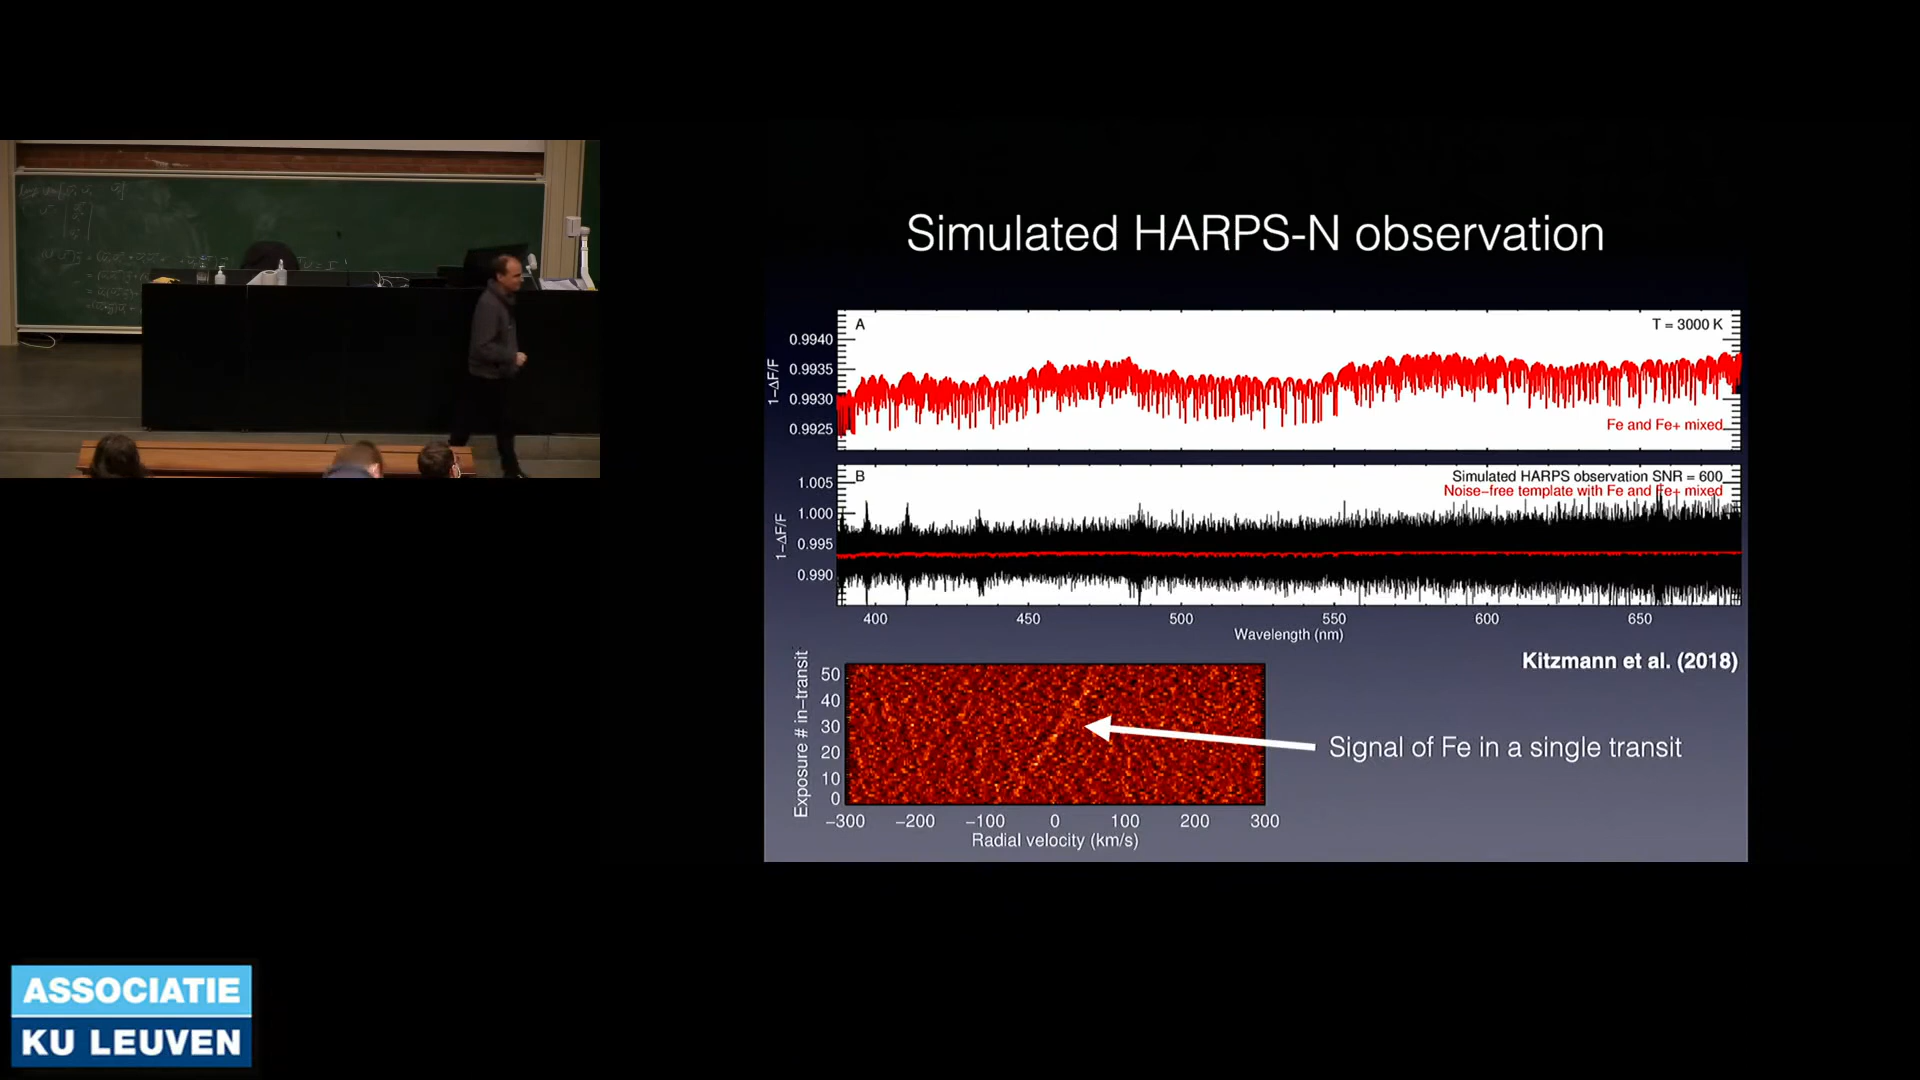 Simulated HARPS-N observation
A
T = 3000 K
0.9940
0.9935
0.9930
0.9925
1-ΔF/F
Fe and Fe+ mixed
B
Simulated HARPS observation SNR = 600
Noise-free template with Fe and Fe+ mixed
1.005
1.000
0.995
0.990
1-ΔF/F
400 450 500 550 600 650
Wavelength (nm)
Kitzmann et al. (2018)
Exposure # in-transit
50
40
30
20
10
0
Signal of Fe in a single transit
-300 -200 -100 0 100 200 300
Radial velocity (km/s)
ASSOCIATIE
KU LEUVEN